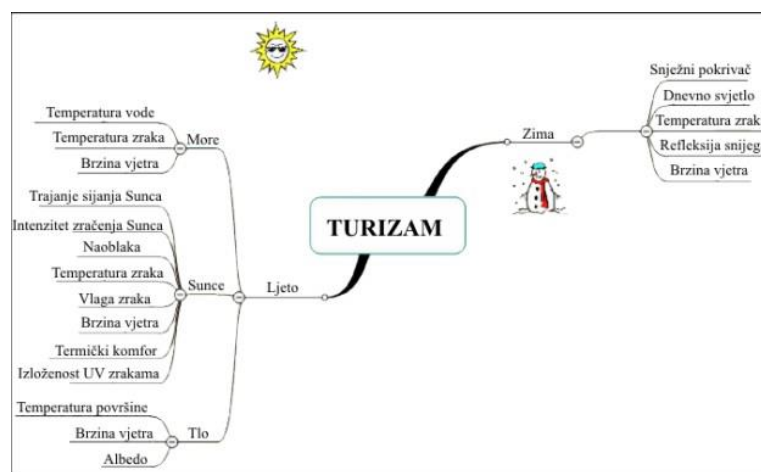 TURIZAM
Zima
Snježni pokrivač
Dnevno svjetlo
Temperatura zrak
Refleksija snijeg
Brzina vjetra
Ljeto
More
Temperatura vode
Temperatura zraka
Brzina vjetra
Sunce
Trajanje sijanja Sunca
Intenzitet zračenja Sunca
Naoblaka
Temperatura zraka
Vlaga zraka
Brzina vjetra
Termički komfor
Izloženost UV zrakama
Tlo
Temperatura površine
Brzina vjetra
Albedo